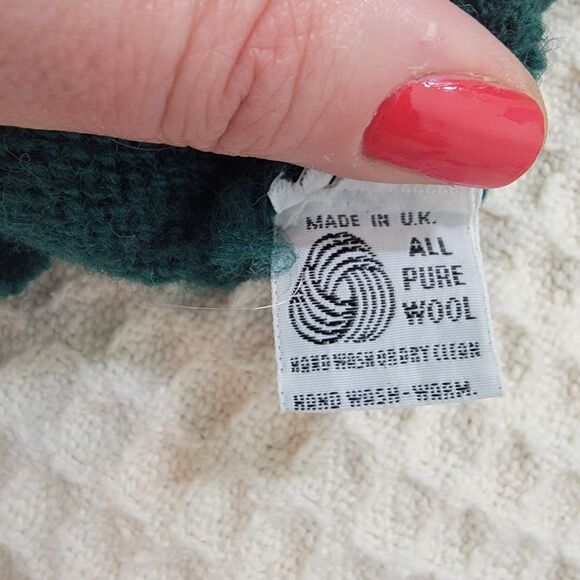 MADE IN U.K.
ALL
PURE
WOOL
HAND WASH OR DRY CLEAN
HAND WASH-WARM.